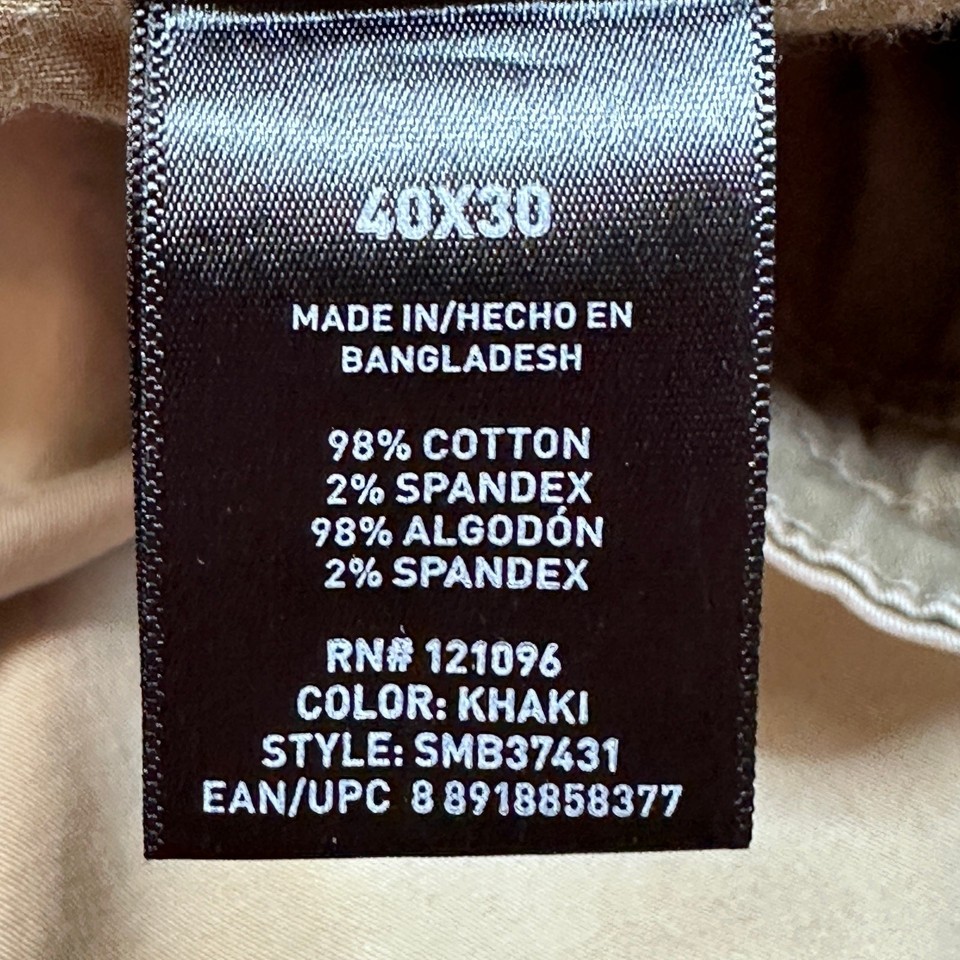 40X30
MADE IN/HECHO EN
BANGLADESH
98% COTTON
2% SPANDEX
98% ALGODÓN
2% SPANDEX
RN# 121096
COLOR: KHAKI
STYLE: SMB37431
EAN/UPC 8 8918858377